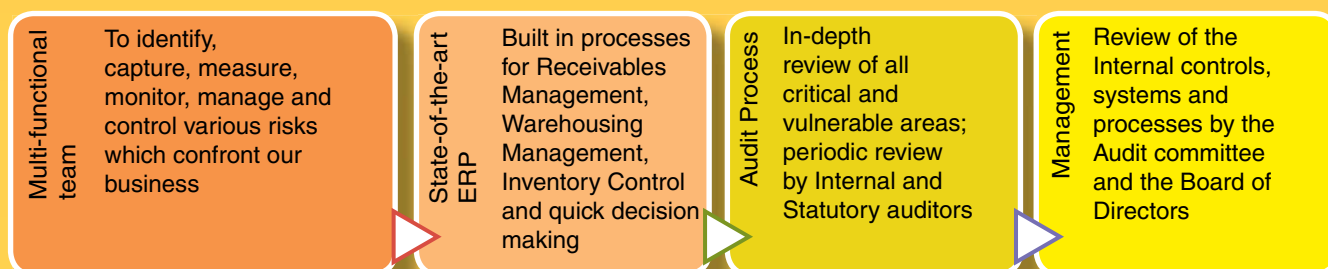 Multi-functional
team
To identify,
capture, measure,
monitor, manage and
control various risks
which confront our
business
State-of-the-art
ERP
Built in processes
for Receivables
Management,
Warehousing
Management,
Inventory Control
and quick decision
making
Audit Process
In-depth
review of all
critical and
vulnerable areas;
periodic review
by Internal and
Statutory auditors
Management
Review of the
Internal controls,
systems and
processes by the
Audit committee
and the Board of
Directors